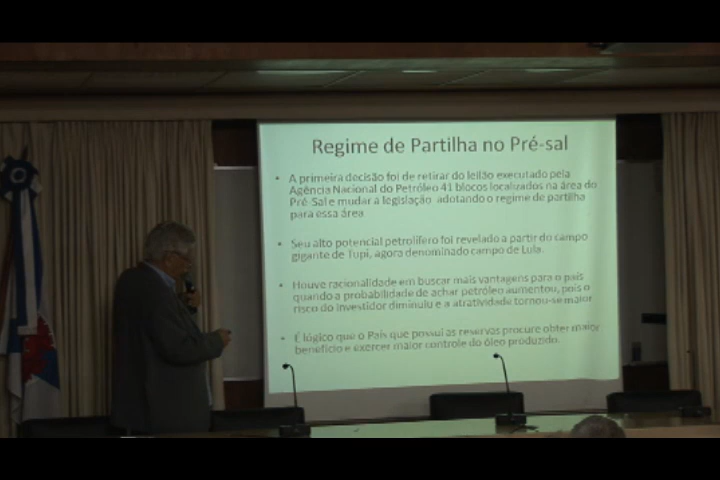 Regime de Partilha no Pré-sal
• A primeira decisão foi de retirar do leilão executado pela
Agência Nacional do Petróleo 41 blocos localizados na área do
Pré-Sal e mudar a legislação adotando o regime de partilha
para essa área
• Seu alto potencial petrolífero foi revelado a partir do campo
gigante de Tupi, agora denominado campo de Lula.
• Houve racionalidade em buscar mais vantagens para o país
quando a probabilidade de achar petróleo aumentou, pois o
risco do investidor diminuiu e a atratividade tornou-se maior
• É lógico que o País que possui as reservas procure obter maior
benefício e exercer maior controle do óleo produzido.